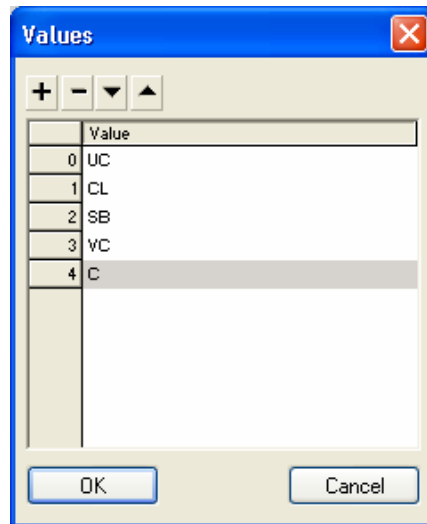 Values
Value
0 UC
1 CL
2 SB
3 VC
4 C
OK Cancel